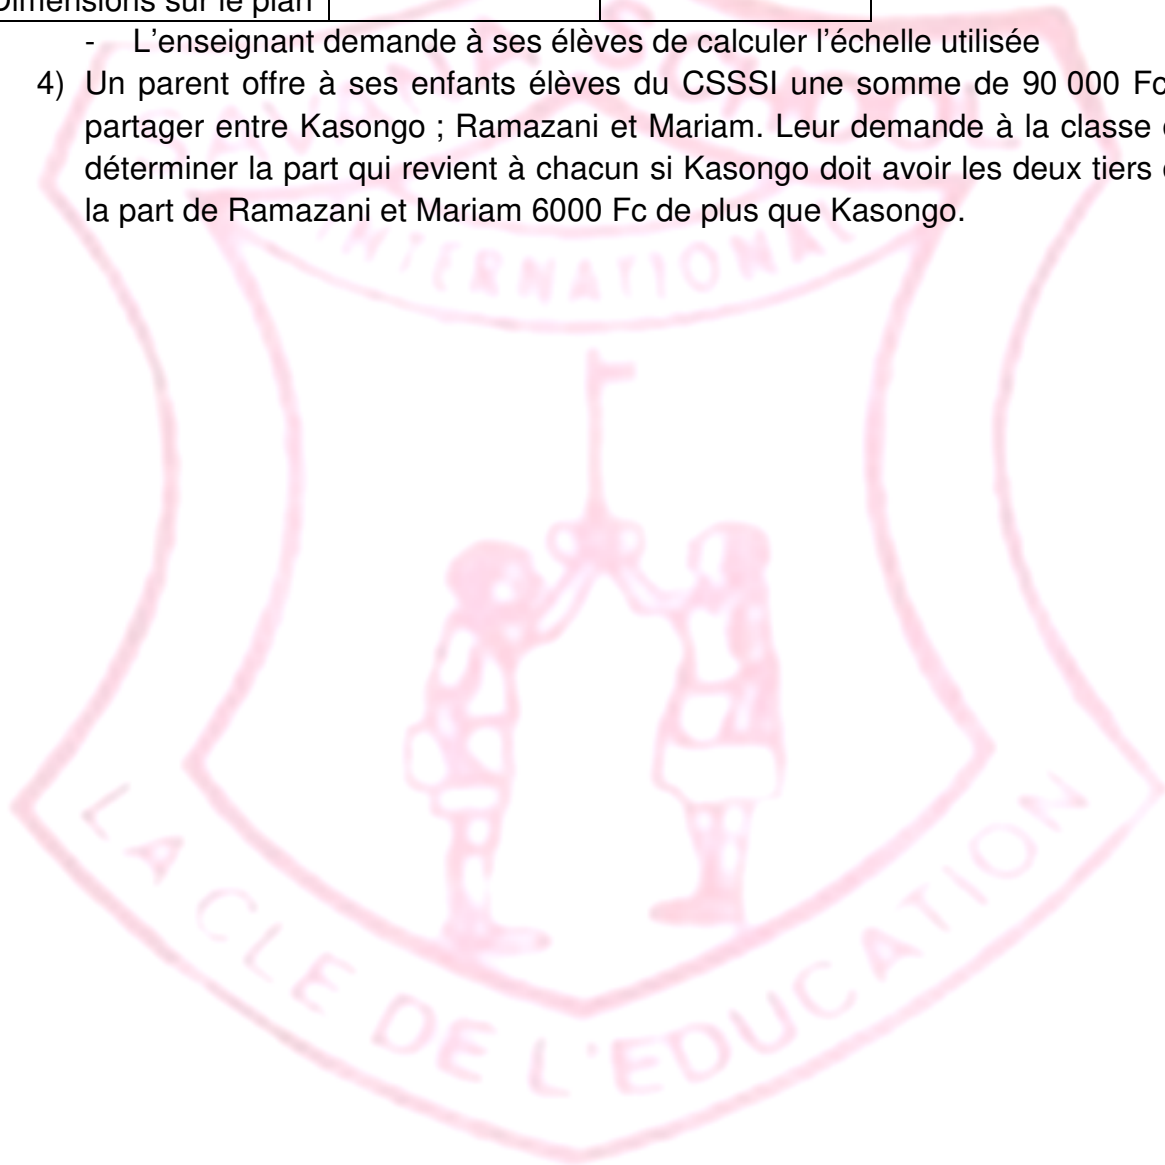 Dimensions sur le plan
- L'enseignant demande à ses élèves de calculer l'échelle utilisée
4) Un parent offre à ses enfants élèves du CSSSI une somme de 90 000 Fc
partager entre Kasongo ; Ramazani et Mariam. Leur demande à la classe
déterminer la part qui revient à chacun si Kasongo doit avoir les deux tiers
la part de Ramazani et Mariam 6000 Fc de plus que Kasongo.
INTERNATIONAL
LA CLE DE L'EDUCATION